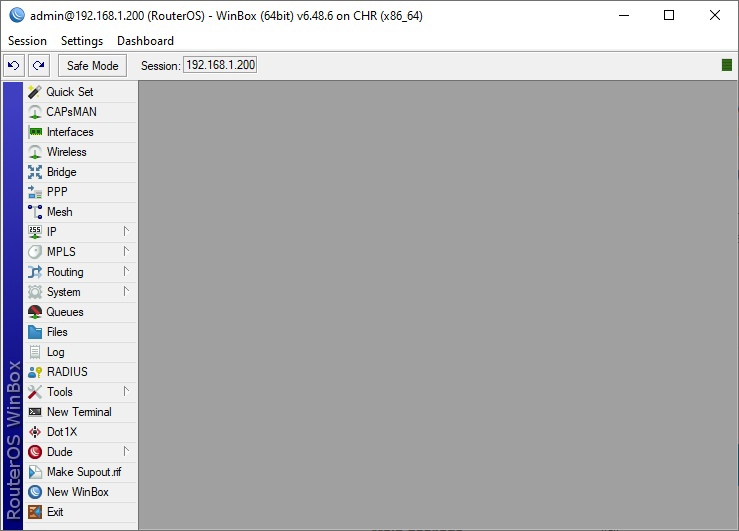 admin@192.168.1.200 (RouterOS) - WinBox (64bit) v6.48.6 on CHR (x86_64)
Session Settings Dashboard
Safe Mode Session: 192.168.1.200
Quick Set
CAPsMAN
Interfaces
Wireless
Bridge
PPP
Mesh
255 IP
MPLS
Routing
System
Queues
Files
Log
RADIUS
Tools
New Terminal
Dot1X
Dude
Make Supout.rif
New WinBox
Exit
RouterOS WinBox